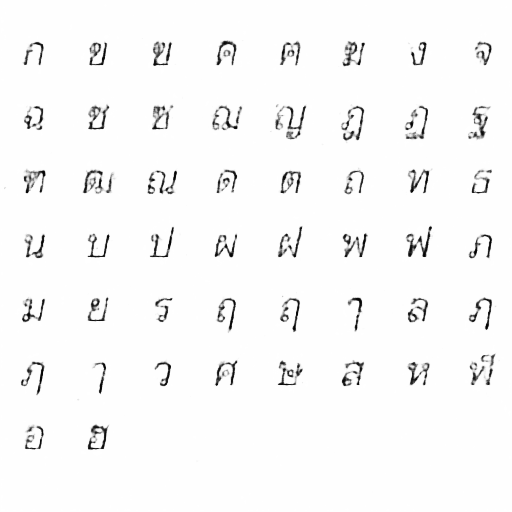 ก ข ฃ ค ฅ ฆ ง จ
ฉ ช ซ ฌ ญ ฎ ฏ ฐ
ฑ ฒ ณ ด ต ถ ท ธ
น บ ป ผ ฝ พ ฟ ภ
ม ย ร ฤ ฤ ๅ ล ฦ
ฦ ๅ ว ศ ษ ส ห ฬ
อ ฮ